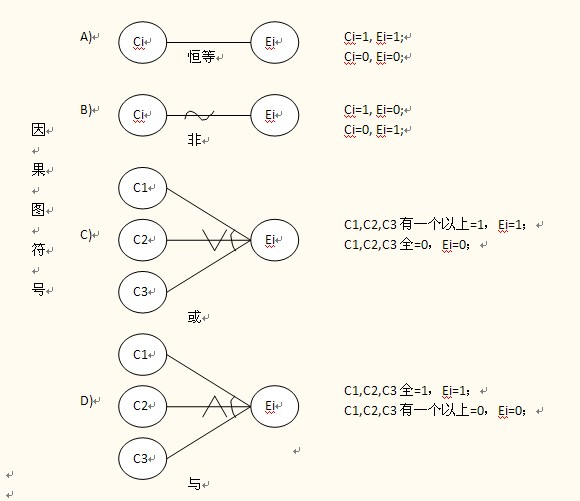 因果图符号
A)
Ci
Ei
恒等
Ci=1, Ei=1;
Ci=0, Ei=0;
B)
Ci
Ei
非
Ci=1, Ei=0;
Ci=0, Ei=1;
C)
C1
C2
C3
Ei
或
C1,C2,C3 有一个以上=1，Ei=1；
C1,C2,C3 全=0，Ei=0；
D)
C1
C2
C3
Ei
与
C1,C2,C3 全=1，Ei=1；
C1,C2,C3 有一个以上=0，Ei=0；